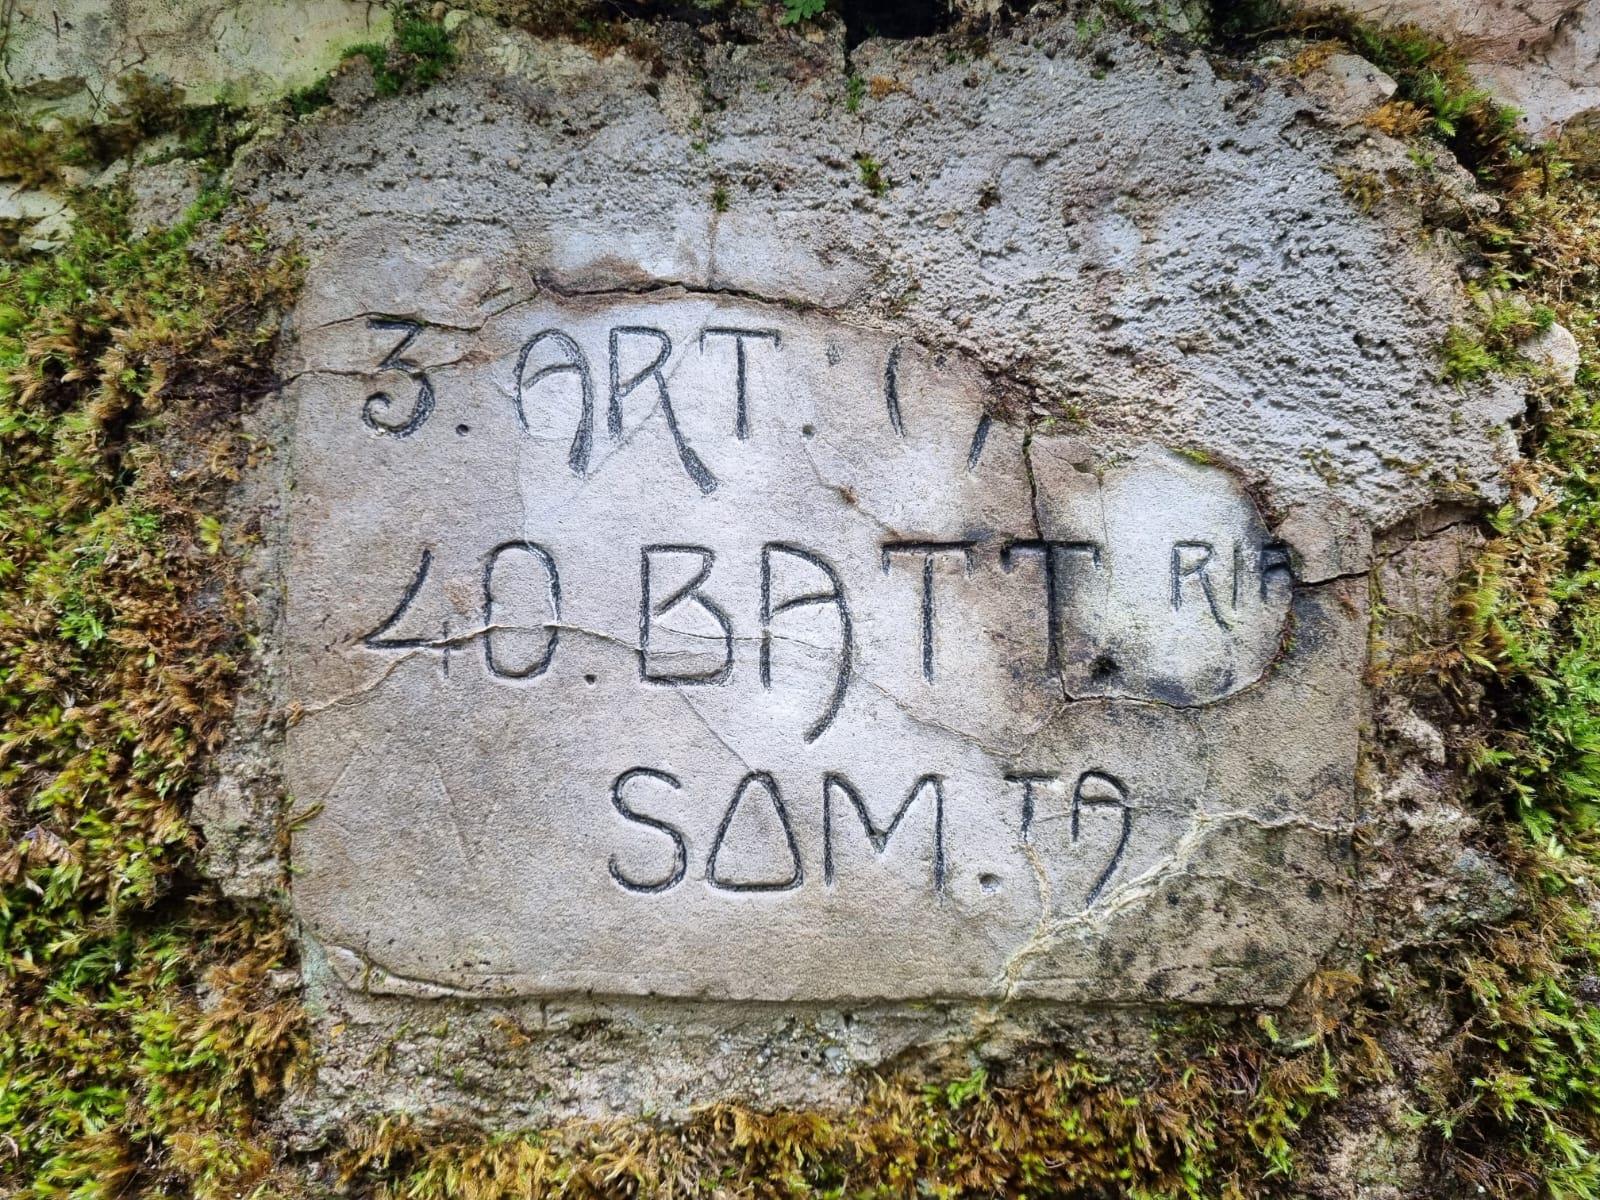 3. ART.
40. BATT.RIA
SOM.TA